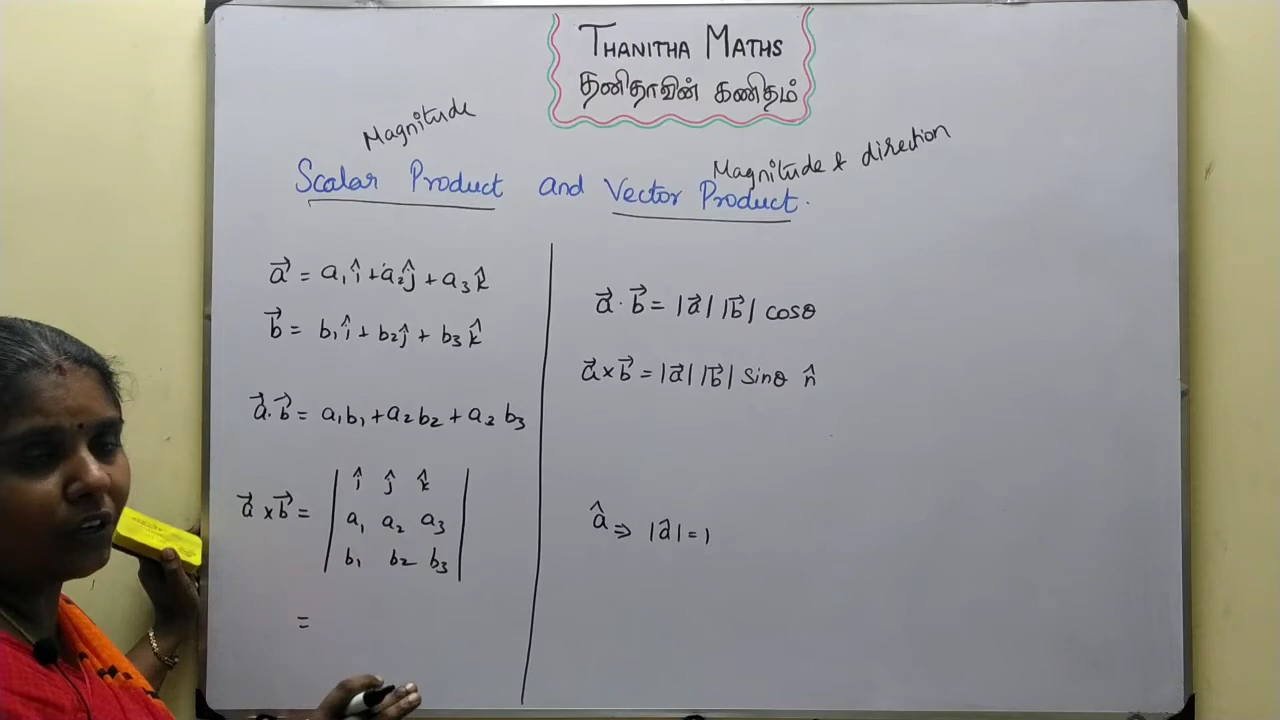 THANITHA MATHS
தனிதாவின் கணிதம்
Magnitude
Magnitude & direction
Scalar Product and Vector Product.
a⃗ = a₁î + a₂ĵ + a₃k̂
b⃗ = b₁î + b₂ĵ + b₃k̂
a⃗ · b⃗ = a₁b₁ + a₂b₂ + a₃b₃
a⃗ × b⃗ = | î ĵ k̂ |
| a₁ a₂ a₃ |
| b₁ b₂ b₃ |
=
a⃗ · b⃗ = |a⃗| |b⃗| cosθ
a⃗ × b⃗ = |a⃗| |b⃗| sinθ n̂
â ⇒ |â| = 1